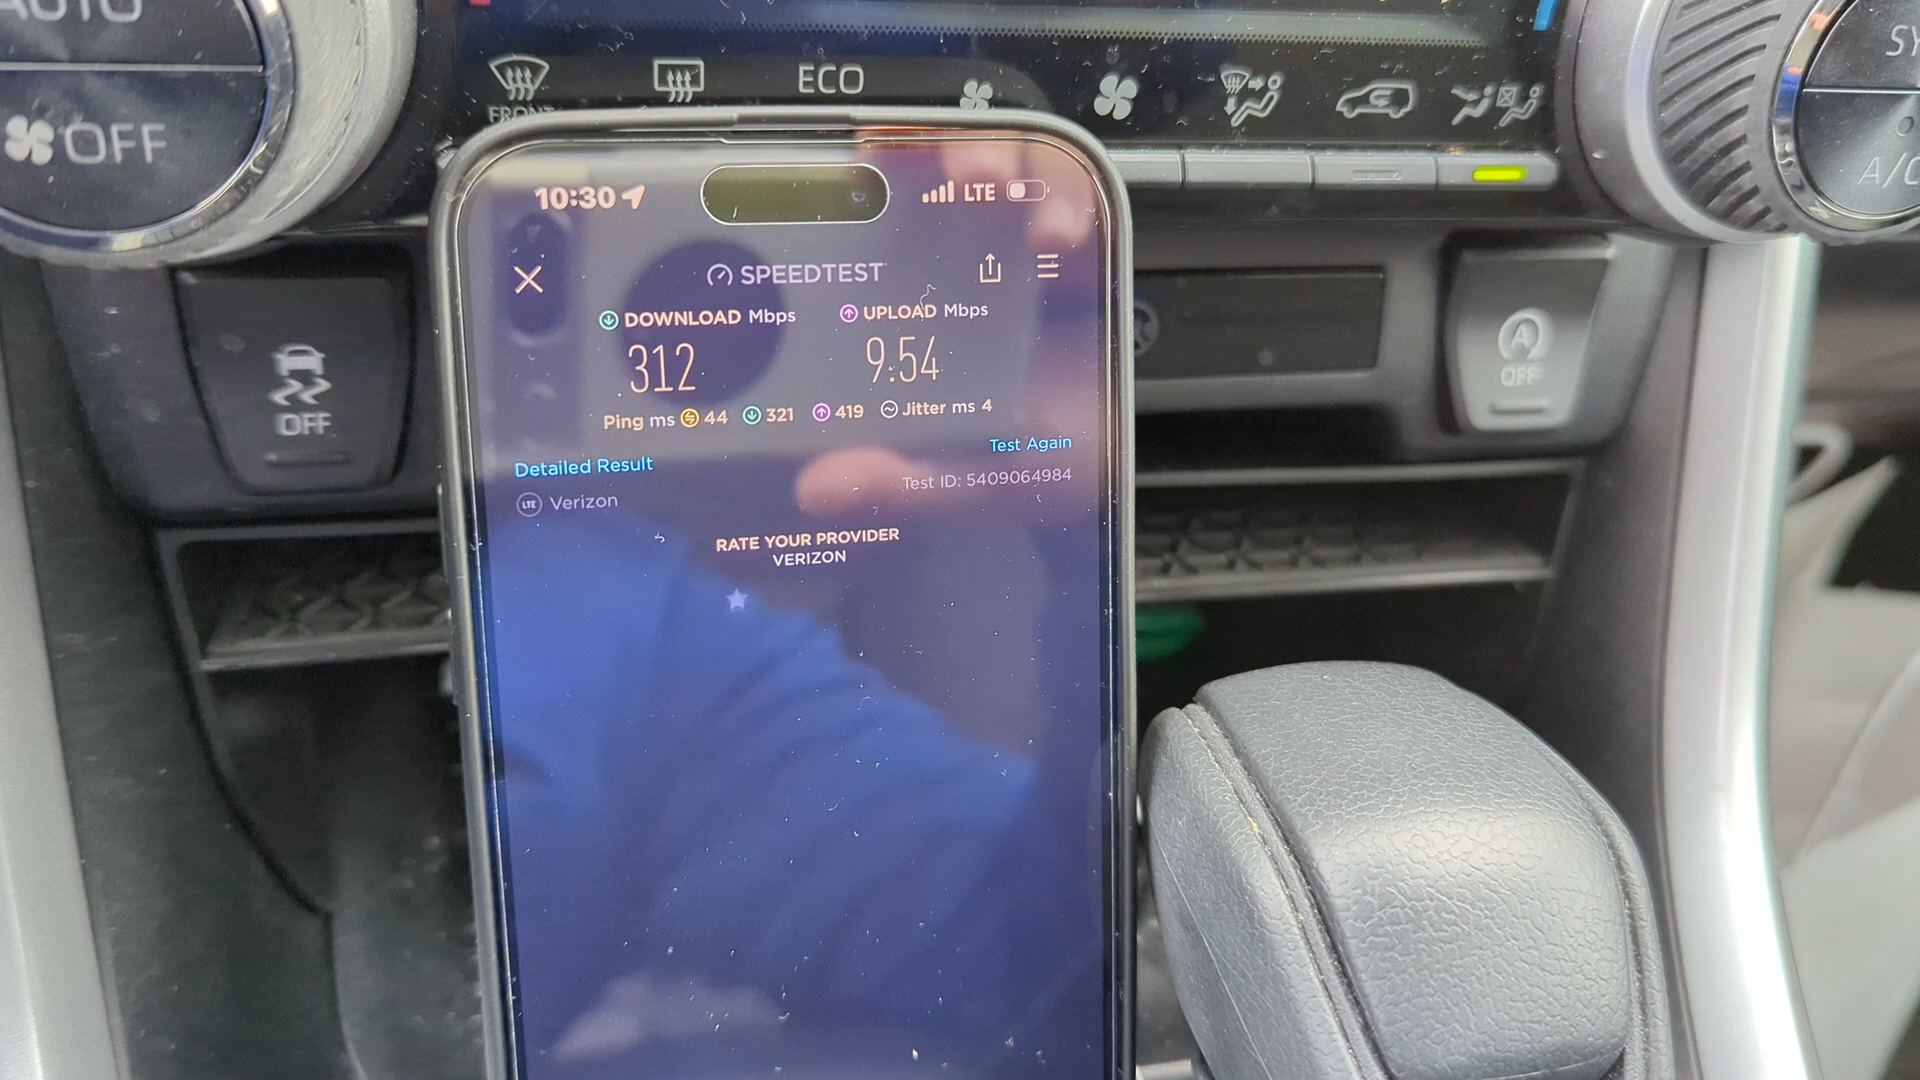 AUTO
OFF
FRONT
ECO
A/C
10:30
LTE
SPEEDTEST
DOWNLOAD Mbps
UPLOAD Mbps
312
9.54
Ping ms 44 321 419 Jitter ms 4
Test Again
Detailed Result
Test ID: 5409064984
LTE Verizon
RATE YOUR PROVIDER
VERIZON
OFF
A
OFF